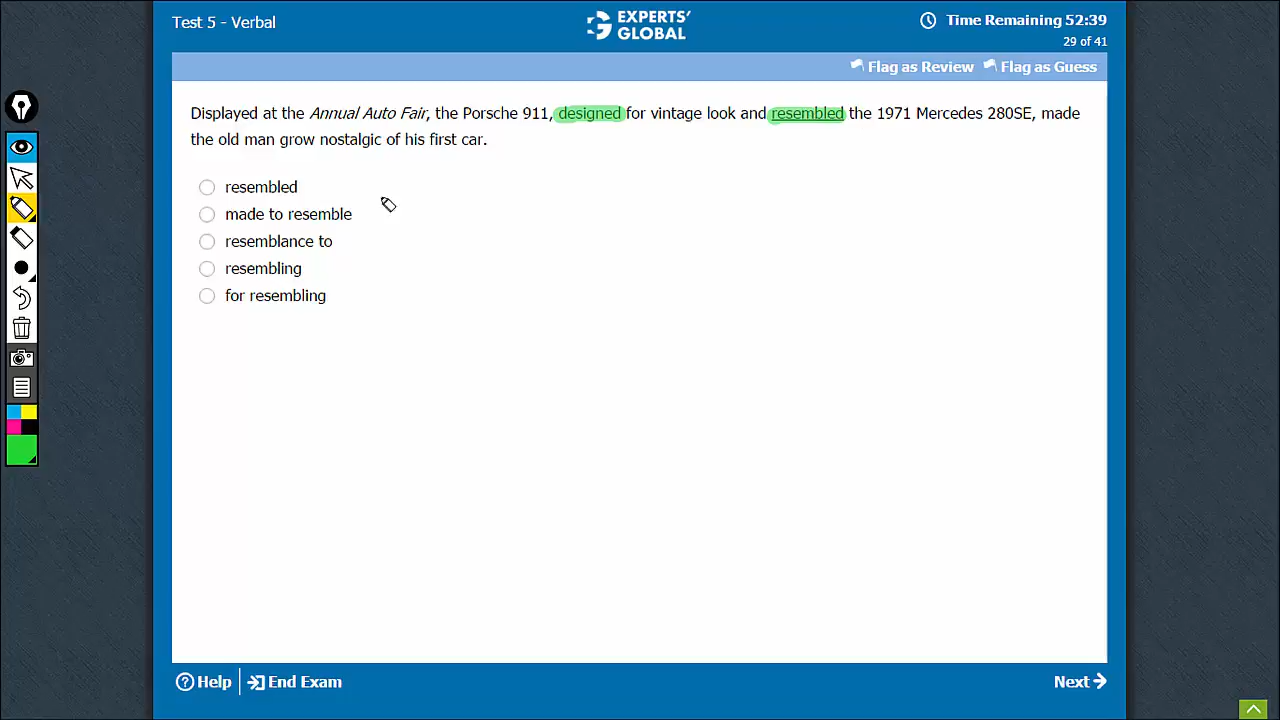 Test 5 - Verbal
EXPERTS'
GLOBAL
Time Remaining 52:39
29 of 41
Flag as Review Flag as Guess
Displayed at the Annual Auto Fair, the Porsche 911, designed for vintage look and resembled the 1971 Mercedes 280SE, made
the old man grow nostalgic of his first car.
resembled
made to resemble
resemblance to
resembling
for resembling
Help End Exam Next